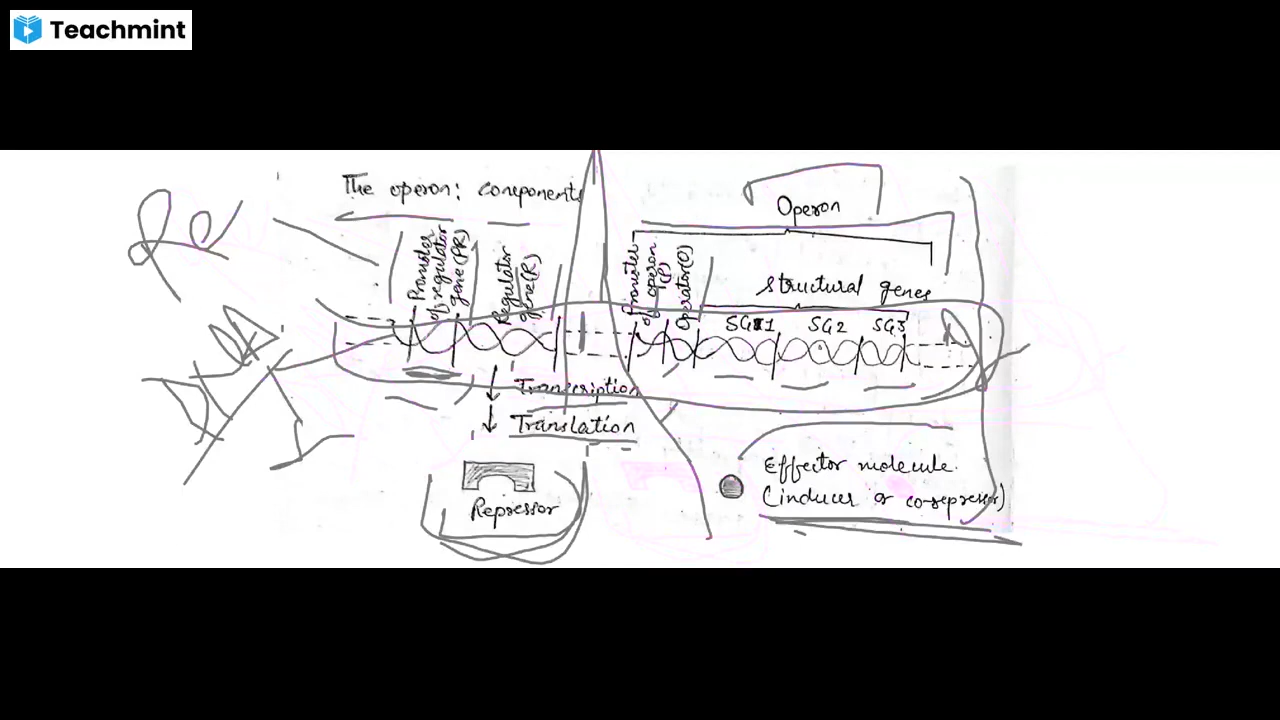 Teachmint
The operon: components
Operon
Promoter
of regulator
gene (PR)
Regulator
gene (R)
Promoter
of operon
(P)
Operator(O)
Structural genes
SG1
SG2
SG3
Transcription
Translation
Repressor
Effector molecule.
(inducer or co-repressor)